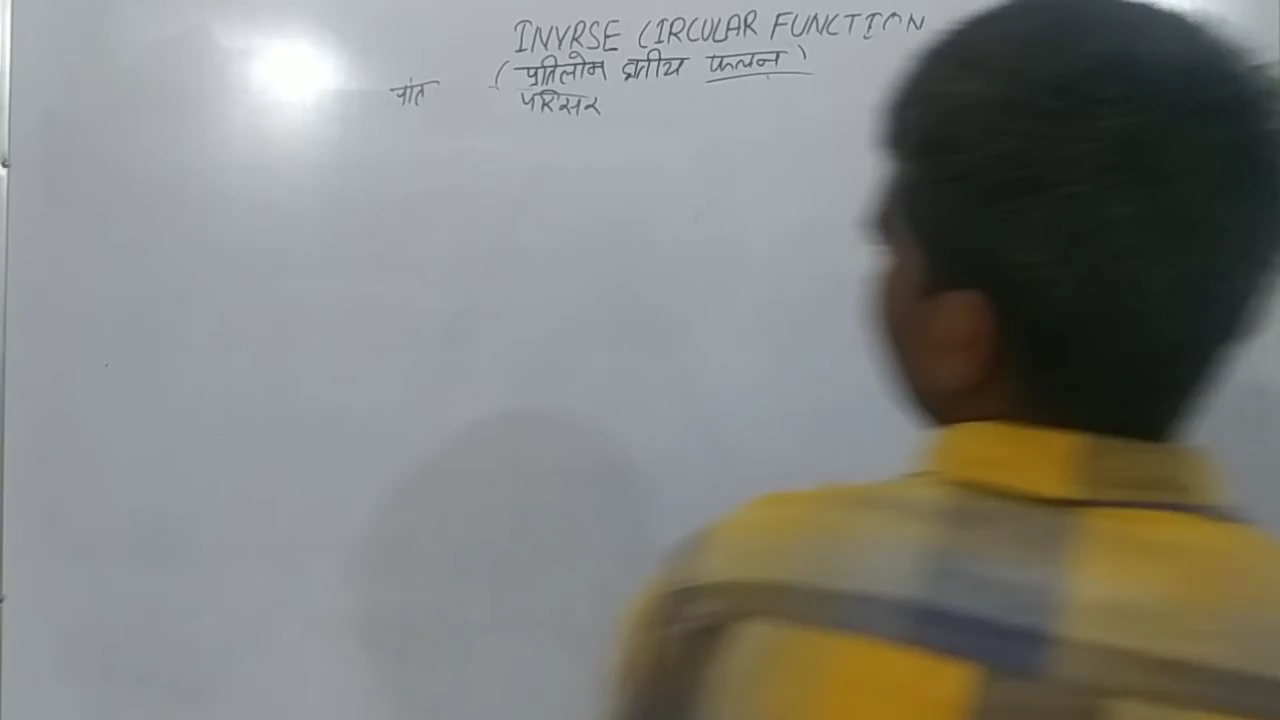 INVRSE CIRCULAR FUNCTION
(प्रतिलोम वृतीय फलन)
प्रांत परिसर